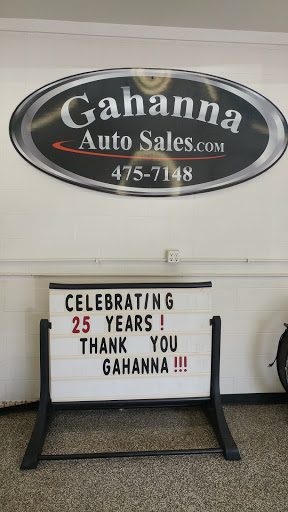 Gahanna
Auto Sales.COM
475-7148
CELEBRATING
25 YEARS!
THANK YOU
GAHANNA!!!